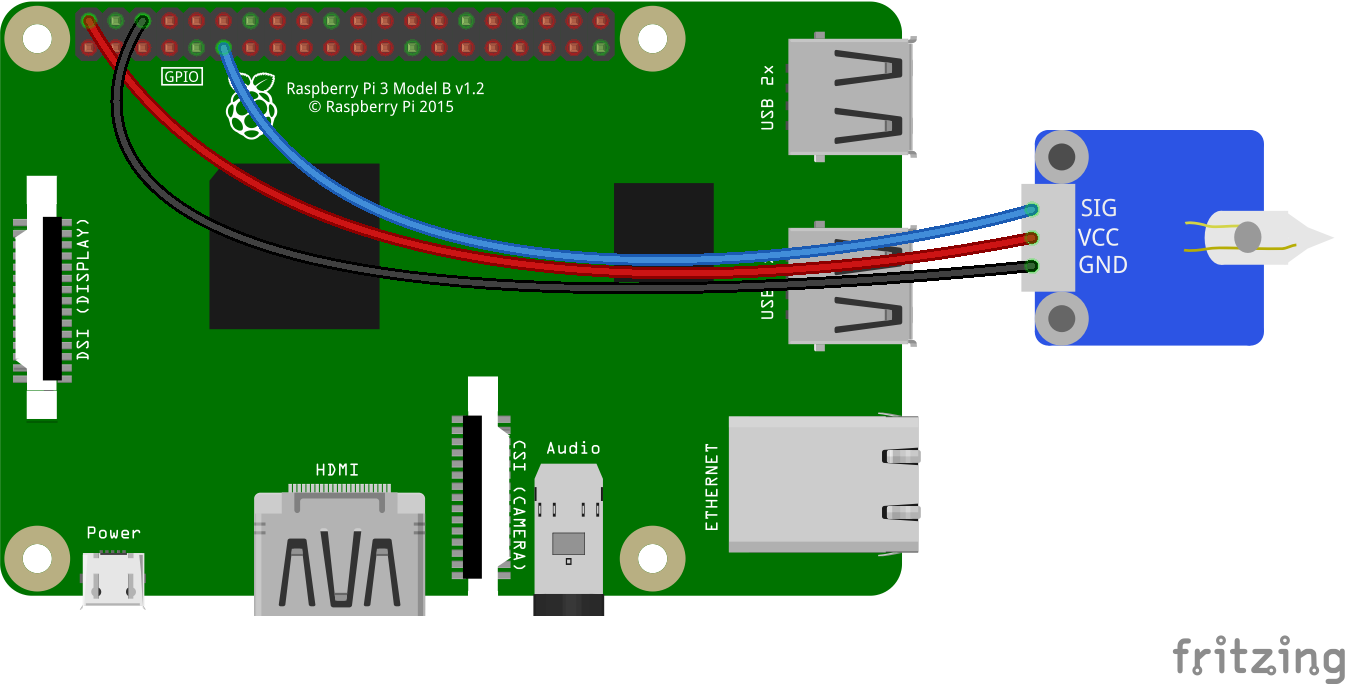 GPIO
Raspberry Pi 3 Model B v1.2
© Raspberry Pi 2015
USB 2x
USB
DSI (DISPLAY)
SIG
VCC
GND
HDMI
CSI (CAMERA)
Audio
ETHERNET
Power
fritzing